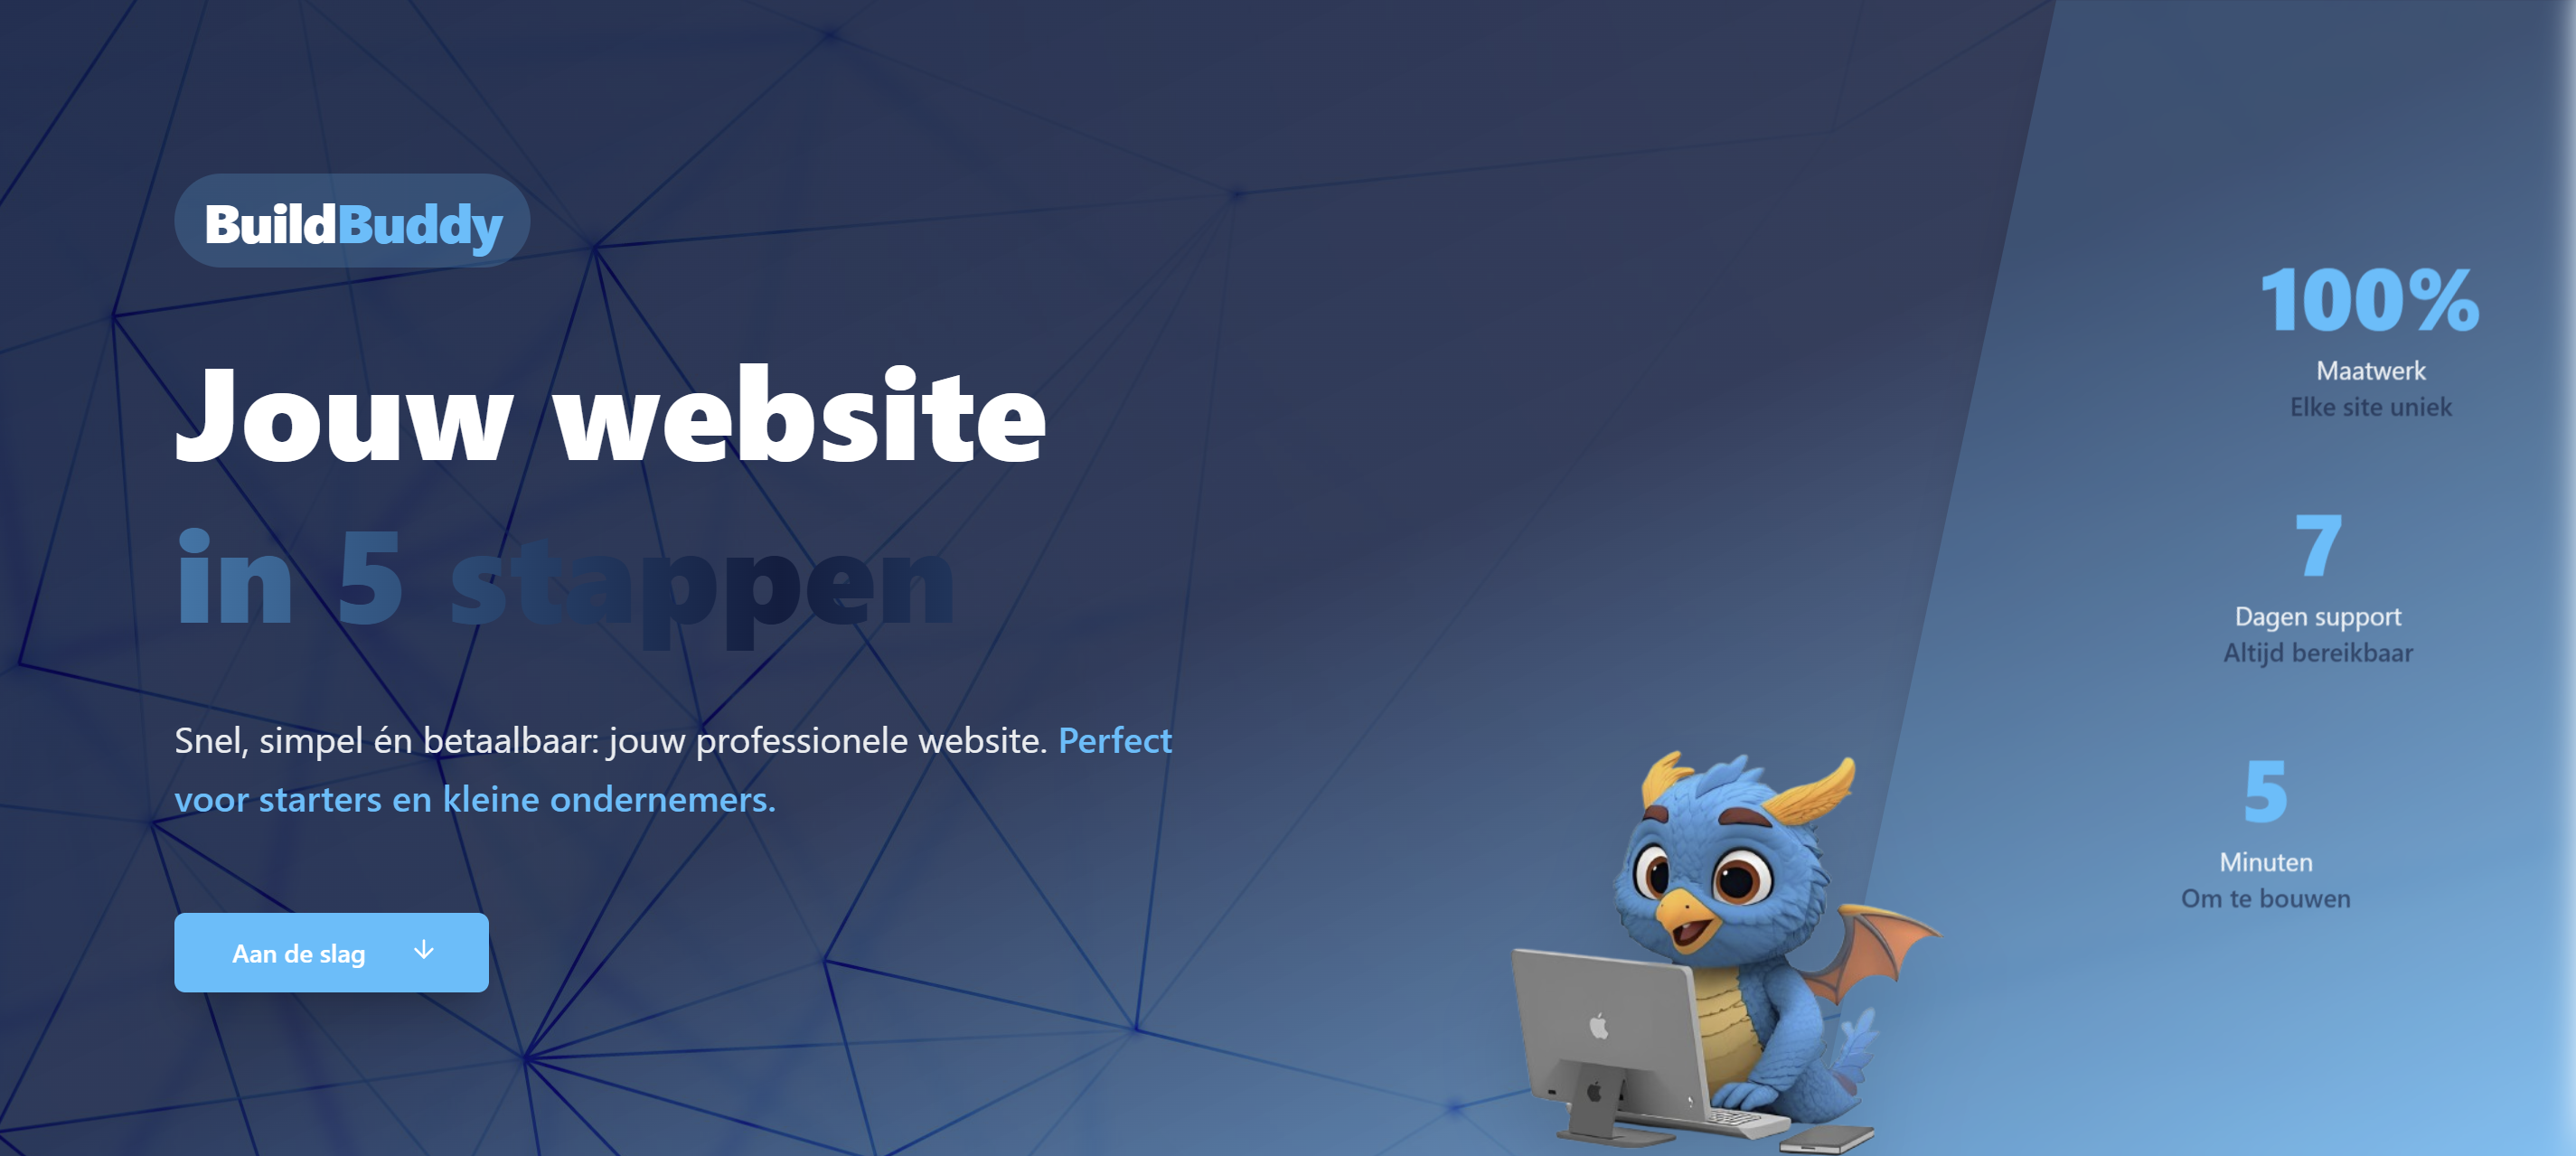 BuildBuddy
Jouw website
in 5 stappen
Snel, simpel én betaalbaar: jouw professionele website. Perfect
voor starters en kleine ondernemers.
Aan de slag
100%
Maatwerk
Elke site uniek
7
Dagen support
Altijd bereikbaar
5
Minuten
Om te bouwen